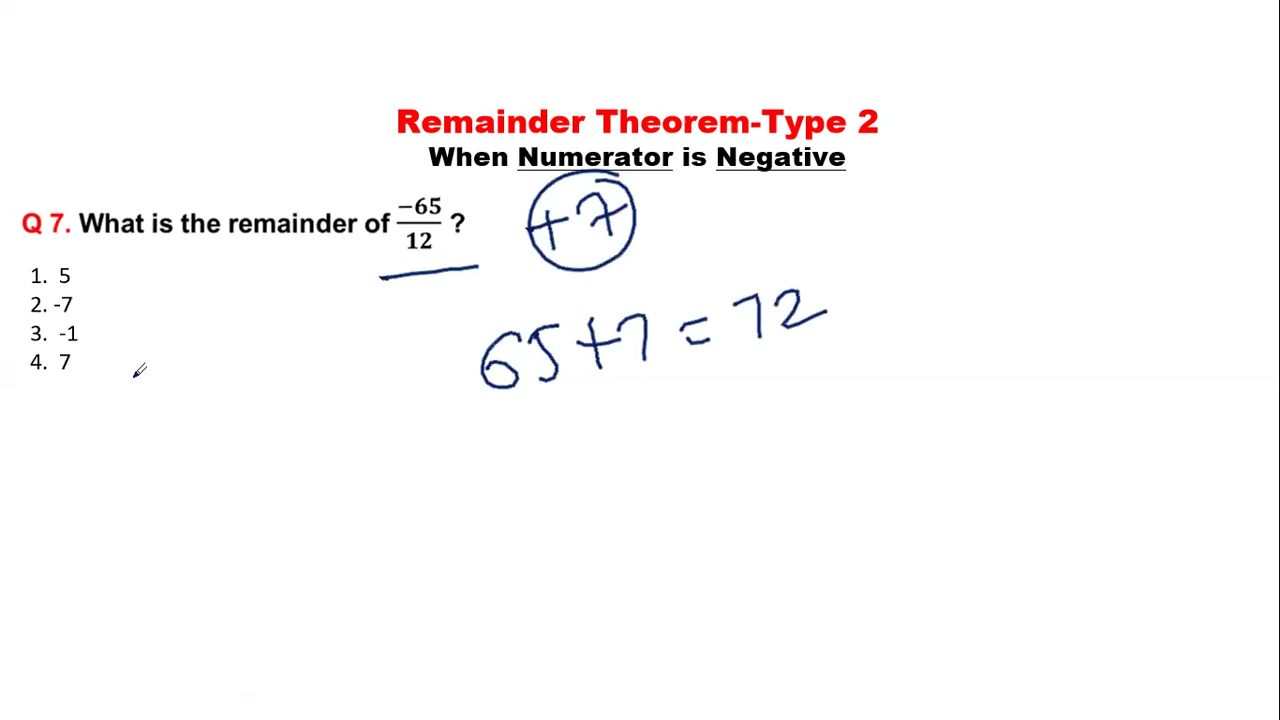 Remainder Theorem-Type 2
When Numerator is Negative
Q 7. What is the remainder of −65/12 ?
+7
1. 5
2. -7
3. -1
4. 7
65+7=72